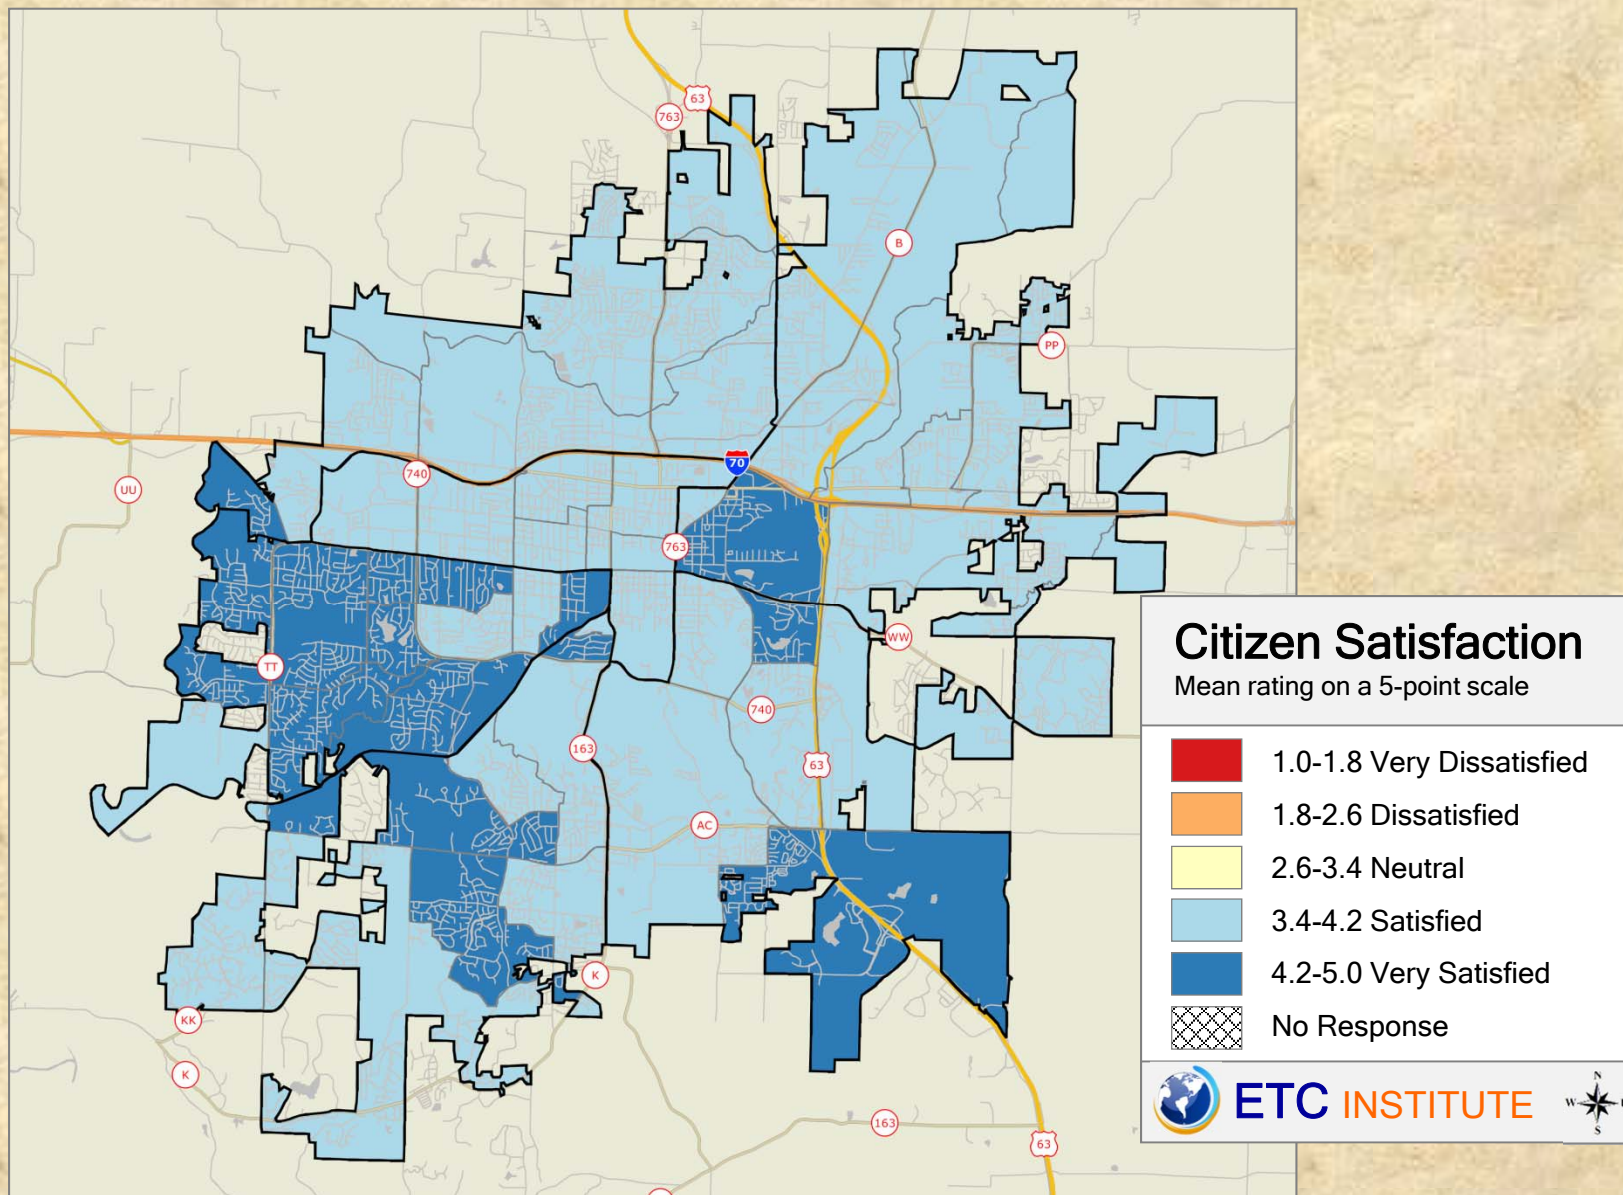 63
763
B
PP
70
740
UU
763
WW
TT
740
163
63
AC
K
KK
K
163
63
Citizen Satisfaction
Mean rating on a 5-point scale
1.0-1.8 Very Dissatisfied
1.8-2.6 Dissatisfied
2.6-3.4 Neutral
3.4-4.2 Satisfied
4.2-5.0 Very Satisfied
No Response
ETC INSTITUTE
N
W
S